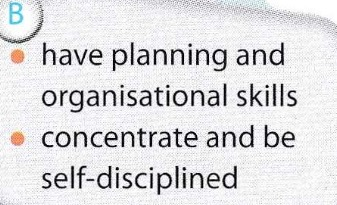 B
• have planning and
organisational skills
• concentrate and be
self-disciplined